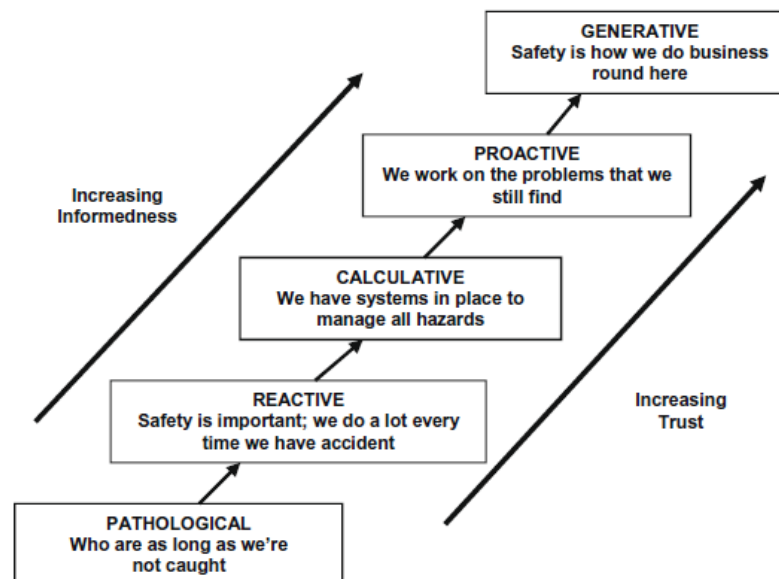 GENERATIVE
Safety is how we do business
round here
PROACTIVE
We work on the problems that we
still find
Increasing
Informedness
CALCULATIVE
We have systems in place to
manage all hazards
REACTIVE
Safety is important; we do a lot every
time we have accident
Increasing
Trust
PATHOLOGICAL
Who are as long as we're
not caught